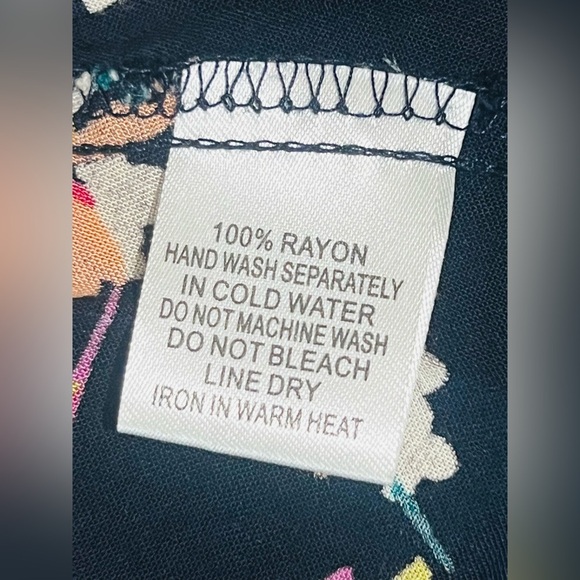 100% RAYON
HAND WASH SEPARATELY
IN COLD WATER
DO NOT MACHINE WASH
DO NOT BLEACH
LINE DRY
IRON IN WARM HEAT